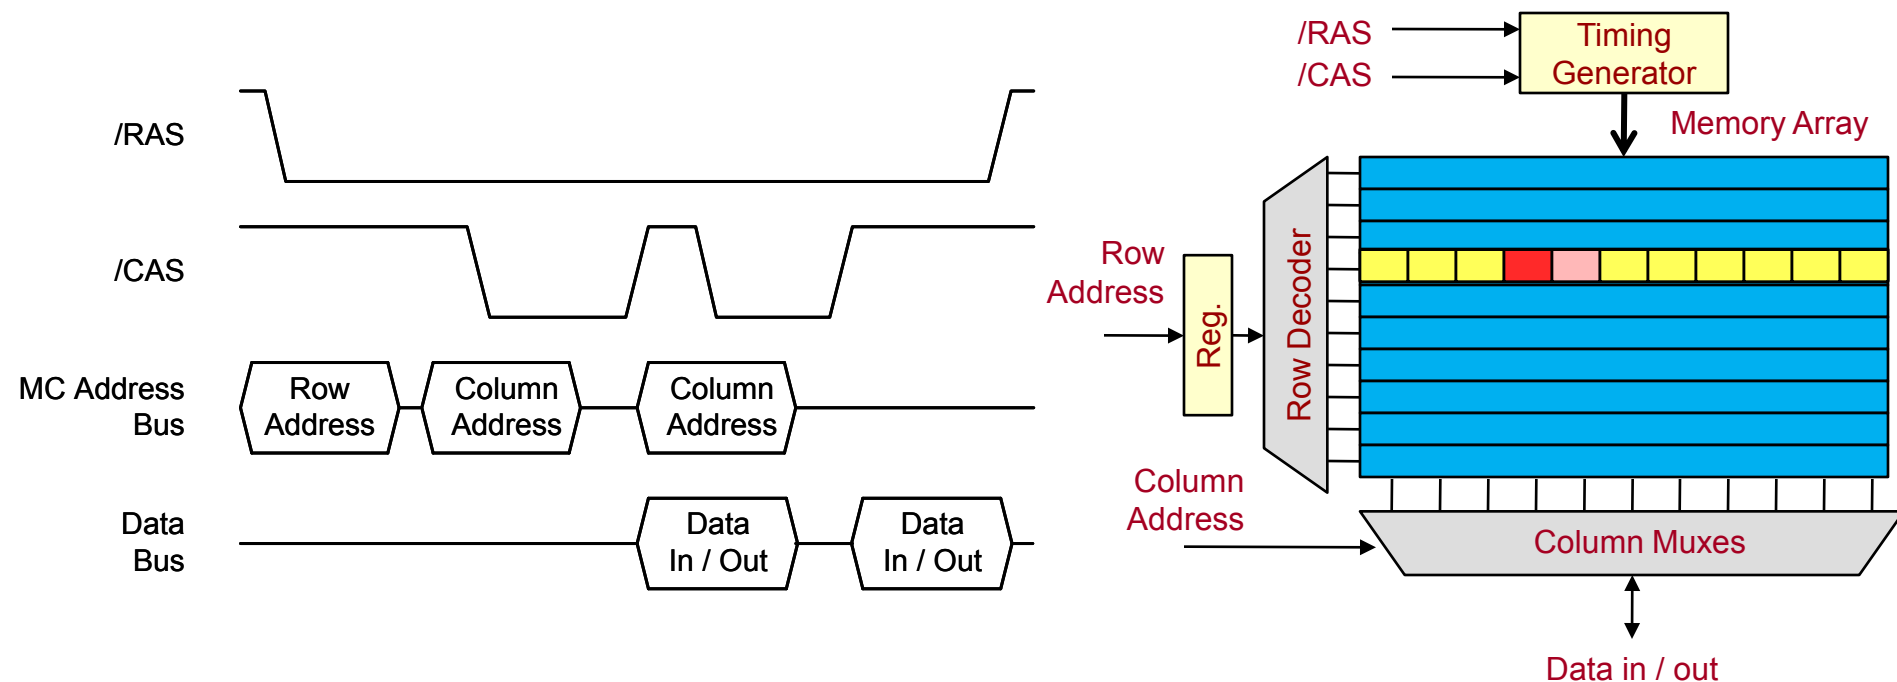 /RAS
/CAS
MC Address
Bus
Row
Address
Column
Address
Column
Address
Data
Bus
Data
In / Out
Data
In / Out
/RAS
/CAS
Timing
Generator
Memory Array
Row
Address
Reg.
Row Decoder
Column
Address
Column Muxes
Data in / out